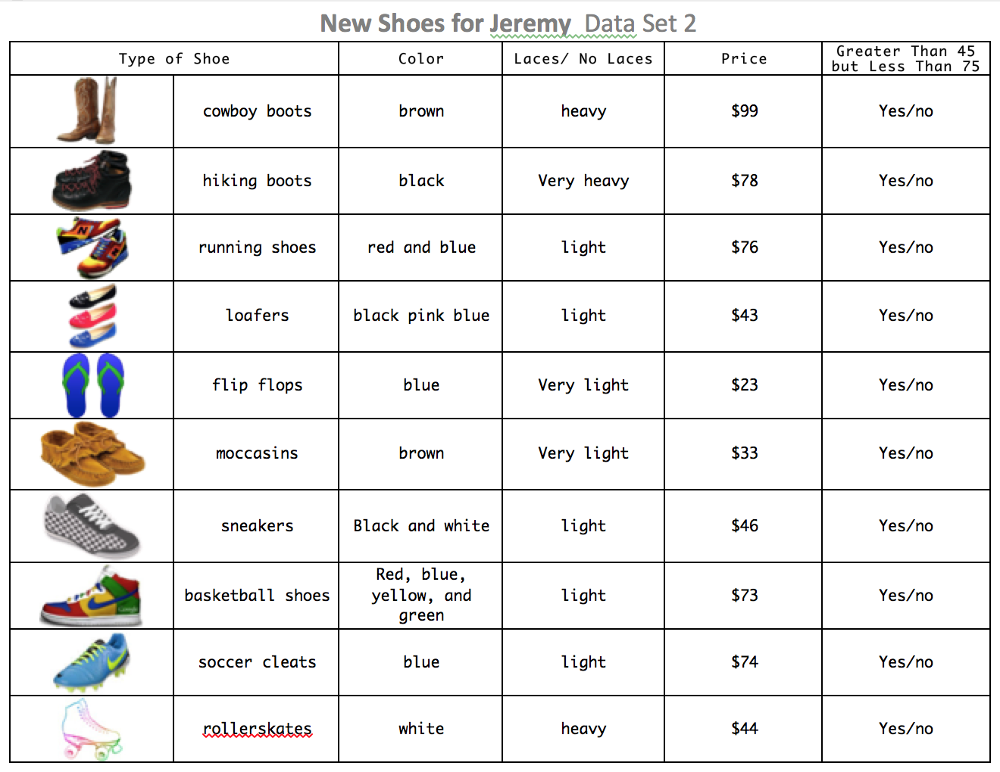 New Shoes for Jeremy  Data Set 2
Type of Shoe Color Laces/ No Laces Price Greater Than 45
but Less Than 75
cowboy boots brown heavy $99 Yes/no
hiking boots black Very heavy $78 Yes/no
N
running shoes red and blue light $76 Yes/no
loafers black pink blue light $43 Yes/no
flip flops blue Very light $23 Yes/no
moccasins brown Very light $33 Yes/no
sneakers Black and white light $46 Yes/no
Red, blue,
basketball shoes yellow, and light $73 Yes/no
green
soccer cleats blue light $74 Yes/no
rollerskates white heavy $44 Yes/no